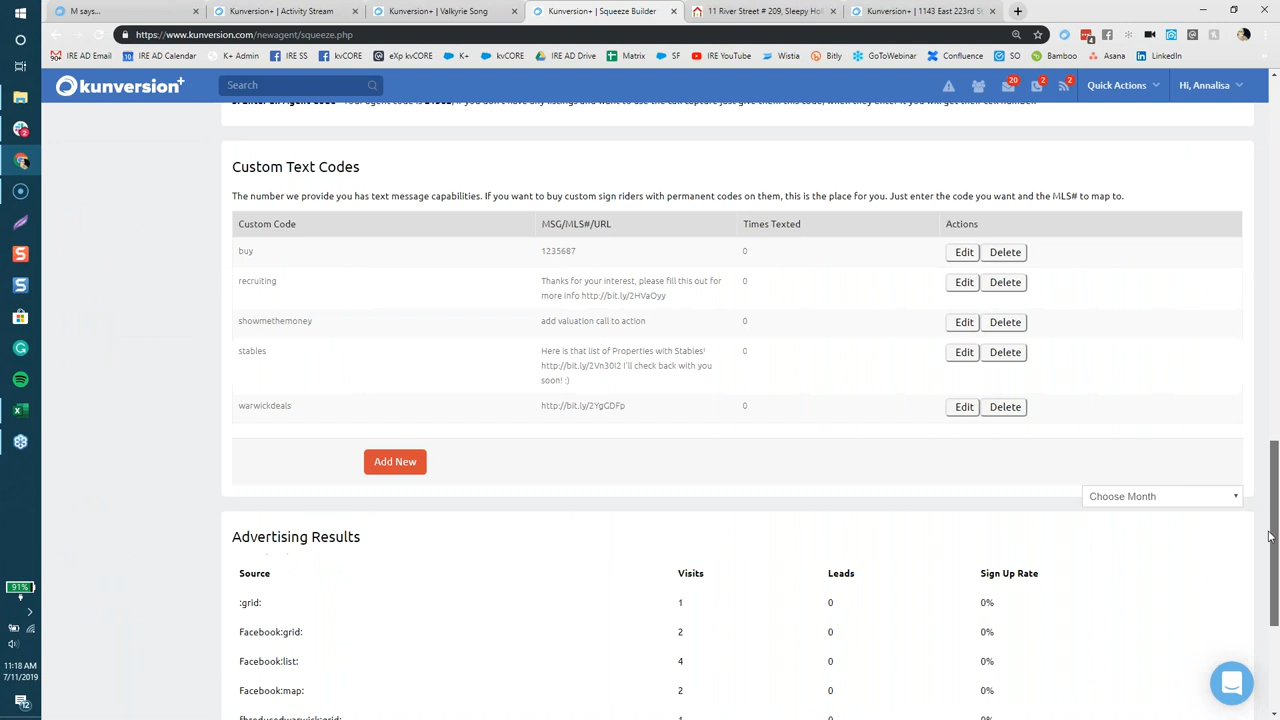 M says...
Kunversion+ | Activity Stream
Kunversion+ | Valkyrie Song
Kunversion+ | Squeeze Builder
11 River Street # 209, Sleepy Ho
Kunversion+ | 1143 East 223rd St
https://www.kunversion.com/newagent/squeeze.php
IRE AD Email
IRE AD Calendar
K+ Admin
IRE SS
kvCORE
eXp kvCORE
K+
kvCORE
IRE AD Drive
Matrix
SF
IRE YouTube
Wistia
Bitly
GoToWebinar
Confluence
SO
Bamboo
Asana
LinkedIn
kunversion+
Search
20
2
2
Quick Actions
Hi, Annalisa
Custom Text Codes
The number we provide you has text message capabilities. If you want to buy custom sign riders with permanent codes on them, this is the place for you. Just enter the code you want and the MLS# to map to.
Custom Code MSG/MLS#/URL Times Texted Actions
buy 1235687 0 Edit Delete
recruiting Thanks for your interest, please fill this out for 0 Edit Delete
more info http://bit.ly/2HVaOyy
showmethemoney add valuation call to action 0 Edit Delete
stables Here is that list of Properties with Stables! 0 Edit Delete
http://bit.ly/2Vn30I2 I'll check back with you
soon! :)
warwickdeals http://bit.ly/2YgGDFp 0 Edit Delete
Add New
Choose Month
Advertising Results
Source Visits Leads Sign Up Rate
:grid: 1 0 0%
Facebook:grid: 2 0 0%
Facebook:list: 4 0 0%
Facebook:map: 2 0 0%
91%
11:18 AM
7/11/2019